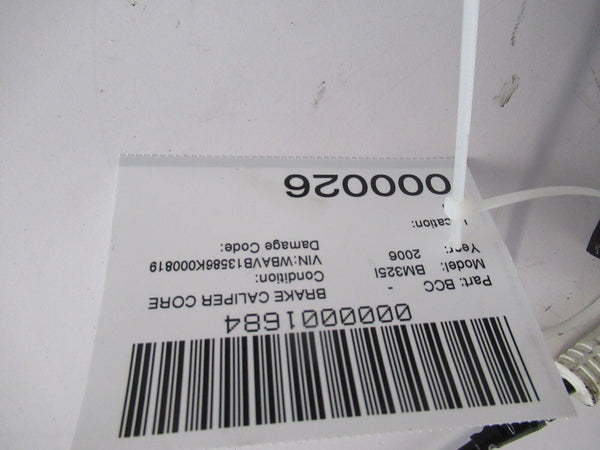 0000001684
Part: BCC - BRAKE CALIPER CORE
Model: BM325I Condition:
Year: 2006 VIN:WBAVB13586K000819
Location: Damage Code:
000026